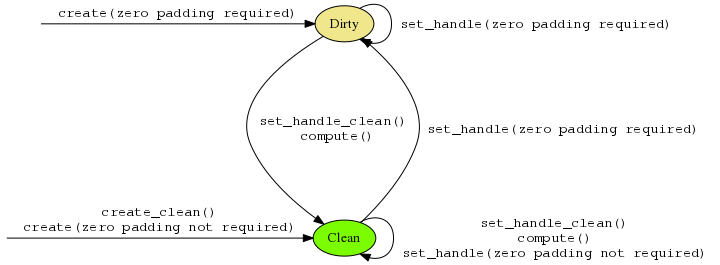 create(zero padding required)
Dirty
set_handle(zero padding required)
set_handle_clean()
compute()
set_handle(zero padding required)
create_clean()
create(zero padding not required)
Clean
set_handle_clean()
compute()
set_handle(zero padding not required)